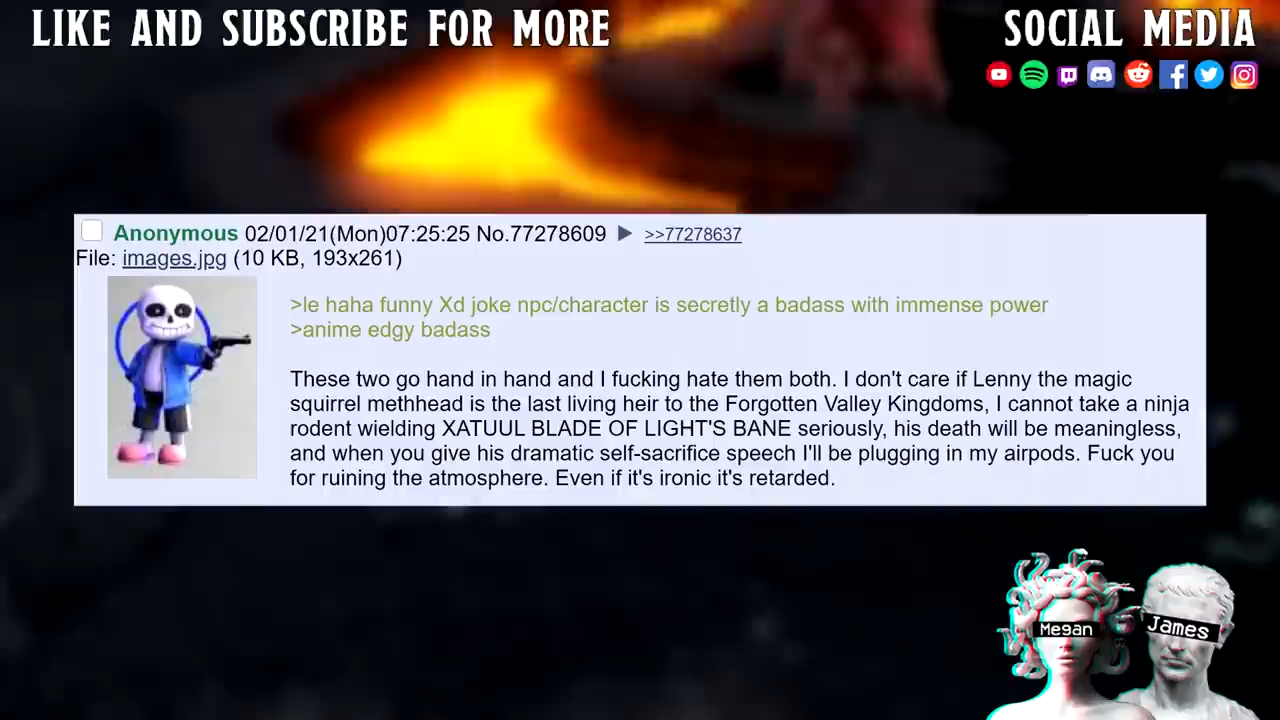 LIKE AND SUBSCRIBE FOR MORE
SOCIAL MEDIA
Anonymous 02/01/21(Mon)07:25:25 No.77278609 ▶ >>77278637
File: images.jpg (10 KB, 193x261)
>le haha funny Xd joke npc/character is secretly a badass with immense power
>anime edgy badass
These two go hand in hand and I fucking hate them both. I don't care if Lenny the magic
squirrel methhead is the last living heir to the Forgotten Valley Kingdoms, I cannot take a ninja
rodent wielding XATUUL BLADE OF LIGHT'S BANE seriously, his death will be meaningless,
and when you give his dramatic self-sacrifice speech I'll be plugging in my airpods. Fuck you
for ruining the atmosphere. Even if it's ironic it's retarded.
Megan
James